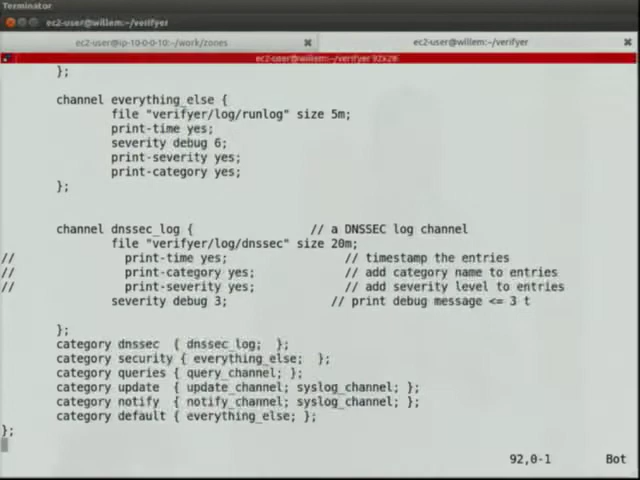 Terminator
ec2-user@willem:~/verifyer
ec2-user@ip-10-0-0-10:~/work/zones
ec2-user@willem:~/verifyer
ec2-user@willem:~/verifyer 92x28
};
channel everything_else {
file "verifyer/log/runlog" size 5m;
print-time yes;
severity debug 6;
print-severity yes;
print-category yes;
};
channel dnssec_log { // a DNSSEC log channel
file "verifyer/log/dnssec" size 20m;
// print-time yes; // timestamp the entries
// print-category yes; // add category name to entries
// print-severity yes; // add severity level to entries
severity debug 3; // print debug message <= 3 t
};
category dnssec { dnssec_log; };
category security { everything_else; };
category queries { query_channel; };
category update { update_channel; syslog_channel; };
category notify { notify_channel; syslog_channel; };
category default { everything_else; };
};
92,0-1 Bot